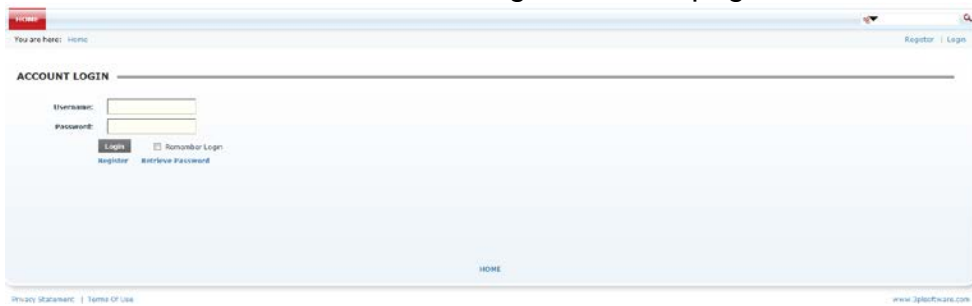 HOME
You are here: Home
Register | Login
ACCOUNT LOGIN
Username:
Password:
Login Remember Login
Register Retrieve Password
HOME
Privacy Statement | Terms Of Use
www.3plsoftware.com